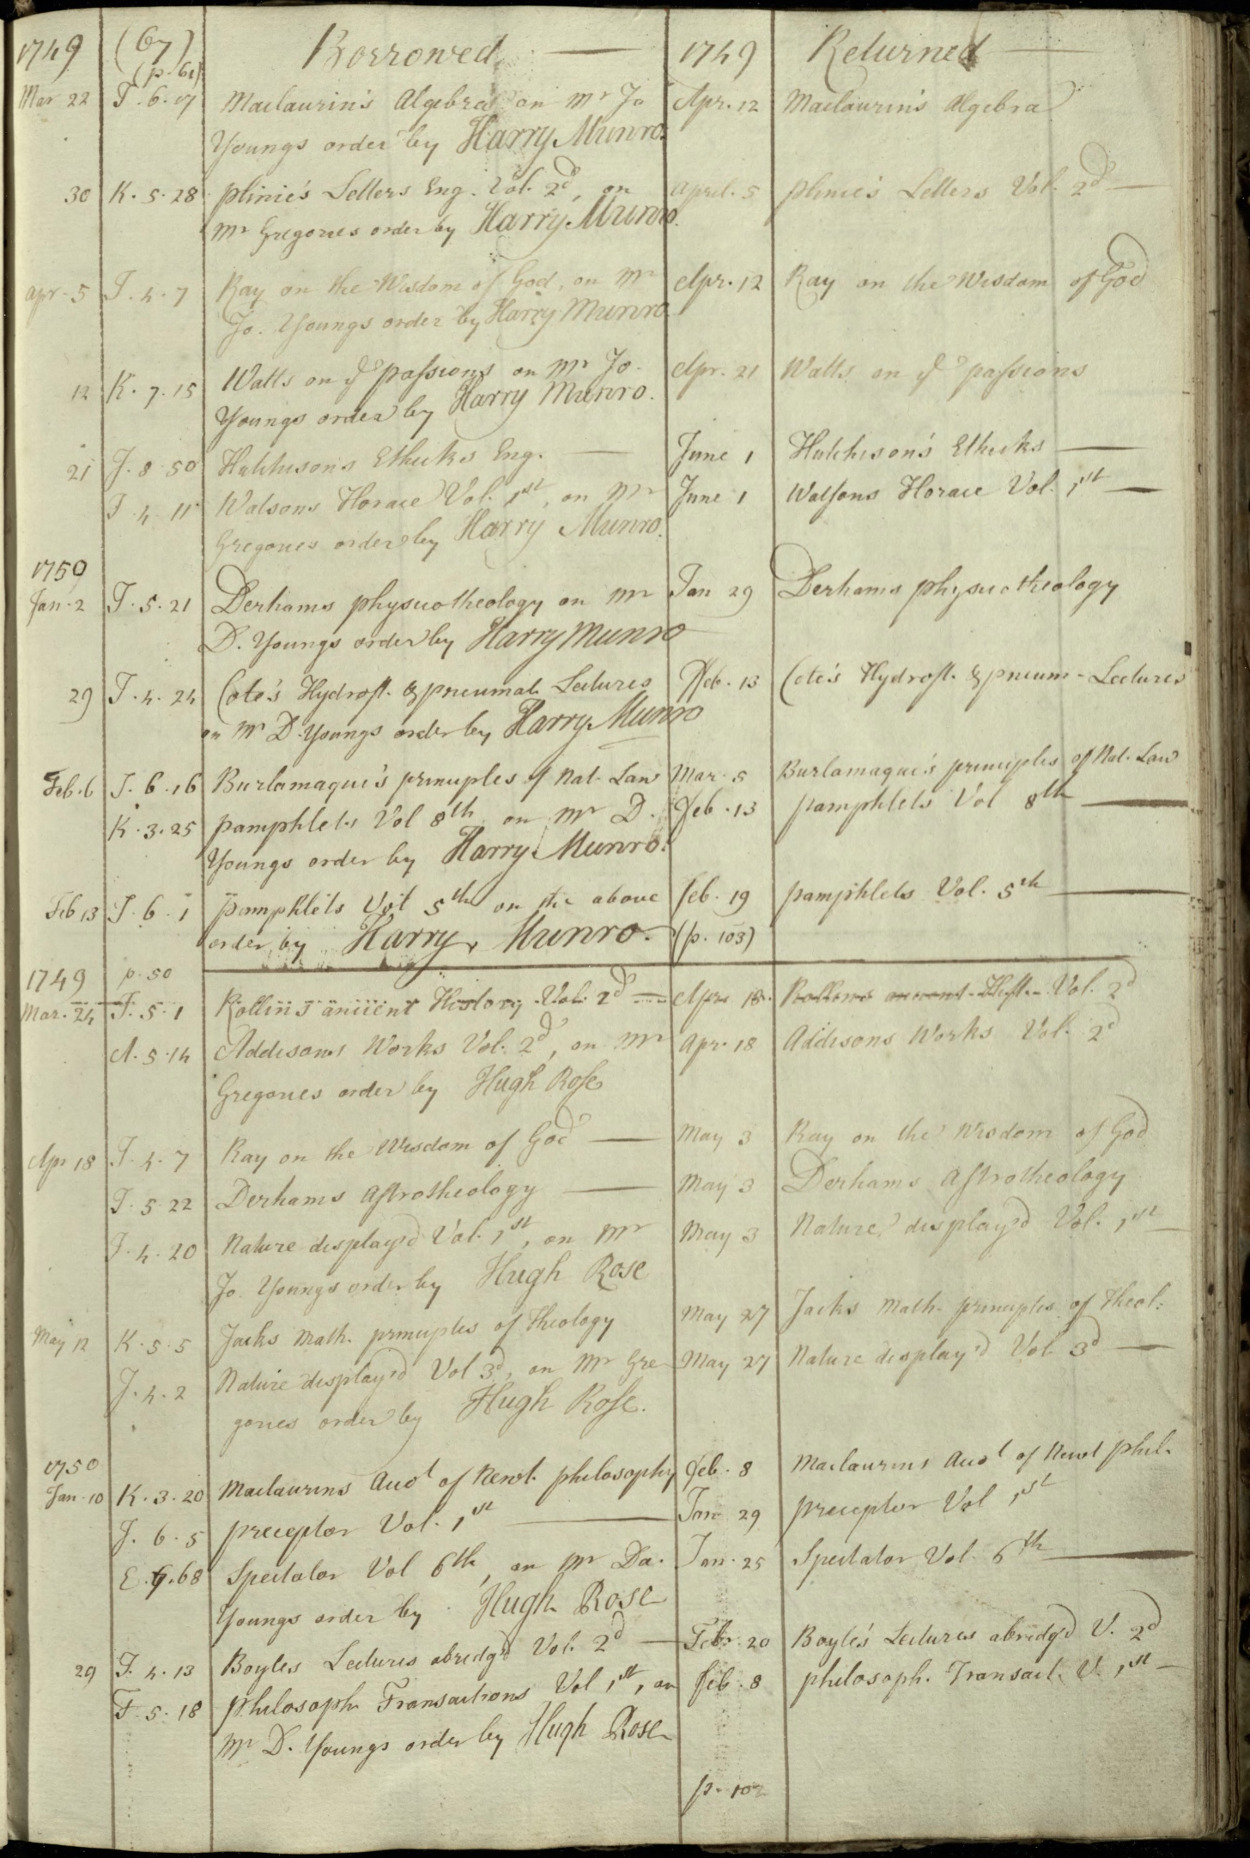 1749 (67) Borrowed 1749 Returned
(p. 61)
Mar 22 T. 6. 17 Maclaurin's Algebra on Mr Jo Apr. 12 Maclaurin's Algebra
Youngs order by Harry Munro.
30 K. 5. 28 plinie's Letters Eng. Vol. 2d, on April. 5 plinie's Letters Vol. 2d
Mr Gregories order by Harry Munro.
Apr. 5 J. 4. 7 Ray on the Wisdom of God, on Mr Apr. 12 Ray on the Wisdom of God
Jo. Youngs order by Harry Munro
12 K. 7. 15 Watts on ye passions on Mr Jo. Apr. 21 Watts on ye passions
Youngs order by Harry Munro.
21 J. 8. 50 Hutchisons Ethicks Eng. June 1 Hutchison's Ethicks
J. 4. 11 Watsons Horace Vol. 1st, on Mr June 1 Watsons Horace Vol. 1st
Gregories order by Harry Munro.
1750
Jan. 2 J. 5. 21 Derhams physicotheology on Mr Jan 29 Derhams physicotheology
D. Youngs order by Harry Munro
29 J. 4. 24 Cote's Hydrost. & pneumat. Lectures Feb. 13 Cote's Hydrost. & pneum. Lectures
on Mr D. Youngs order by Harry Munro
Feb. 6 J. 6. 16 Burlamaqui's principles of Nat. Law Mar. 5 Burlamaqui's principles of Nat. Law
K. 3. 25 pamphlets Vol 8th on Mr D. Feb. 13 pamphlets Vol 8th
Youngs order by Harry Munro.
Feb 13 J. 6. 1 pamphlets Vol 5th on the above feb. 19 pamphlets Vol. 5th
order by Harry Munro. (p. 103)
1749 p. 50
Mar. 24 F. 5. 1 Rollin's ancient History Vol. 2d Apr. 18. Rollins ancient Hist. Vol. 2d
A. 5. 14 Addisons Works Vol. 2d, on Mr Apr. 18 Addisons Works Vol. 2d
Gregories order by Hugh Rose
Apr 18 J. 4. 7 Ray on the Wisdom of God May 3 Ray on the Wisdom of God
J. 5. 22 Derhams Astrotheology May 3 Derhams Astrotheology
J. 4. 20 Nature display'd Vol. 1st, on Mr May 3 Nature display'd Vol. 1st
Jo. Youngs order by Hugh Rose
May 12 K. 5. 5 Jacks Math. principles of Theology May 27 Jacks Math. principles of Theol:
J. 4. 2 Nature display'd Vol 3d, on Mr Gre May 27 Nature display'd Vol 3d
gories order by Hugh Rose.
1750
Jan. 10 K. 3. 20 Maclaurins Acct of Newt. philosophy feb. 8 Maclaurins Acct of Newt phil.
J. 6. 5 preceptor Vol. 1st Jan 29 preceptor Vol 1st
E. 7. 68 Spectator Vol 6th, on Mr Da. Jan. 25 Spectator Vol. 6th
Youngs order by Hugh Rose
29 J. 4. 13 Boyles Lectures abridg'd Vol. 2d Feb. 20 Boyle's Lectures abridg'd V. 2d
F. 5. 18 philosoph. Transactions Vol 1st, on feb. 8 philosoph. Transact. V. 1st
Mr D. Youngs order by Hugh Rose
p. 102